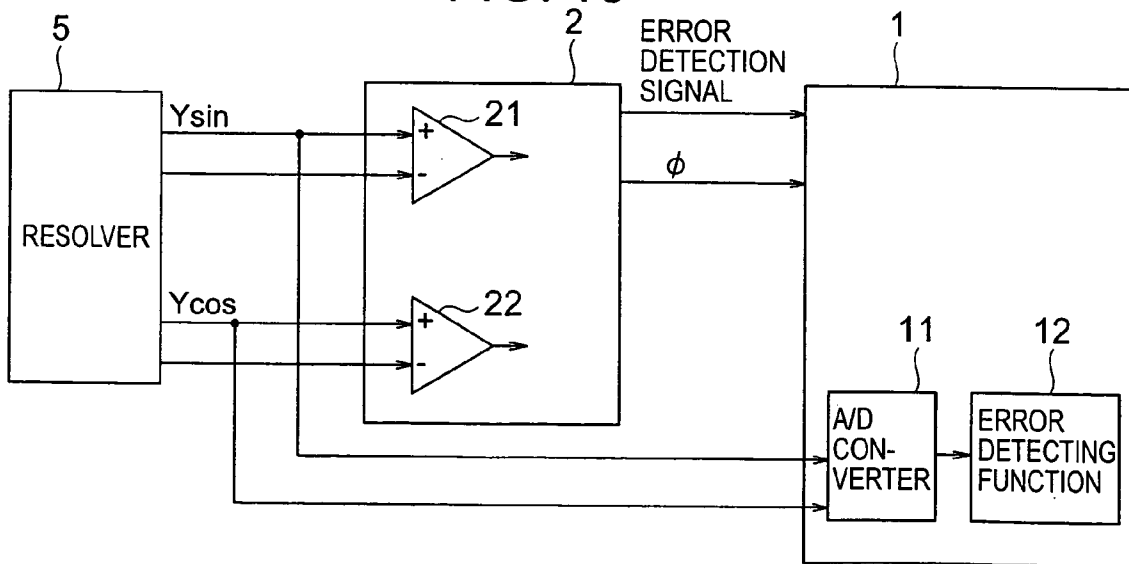 5
2
ERROR
DETECTION
SIGNAL
1
Ysin
+
-
21
ϕ
RESOLVER
Ycos
+
-
22
11
12
A/D
CON-
VERTER
ERROR
DETECTING
FUNCTION